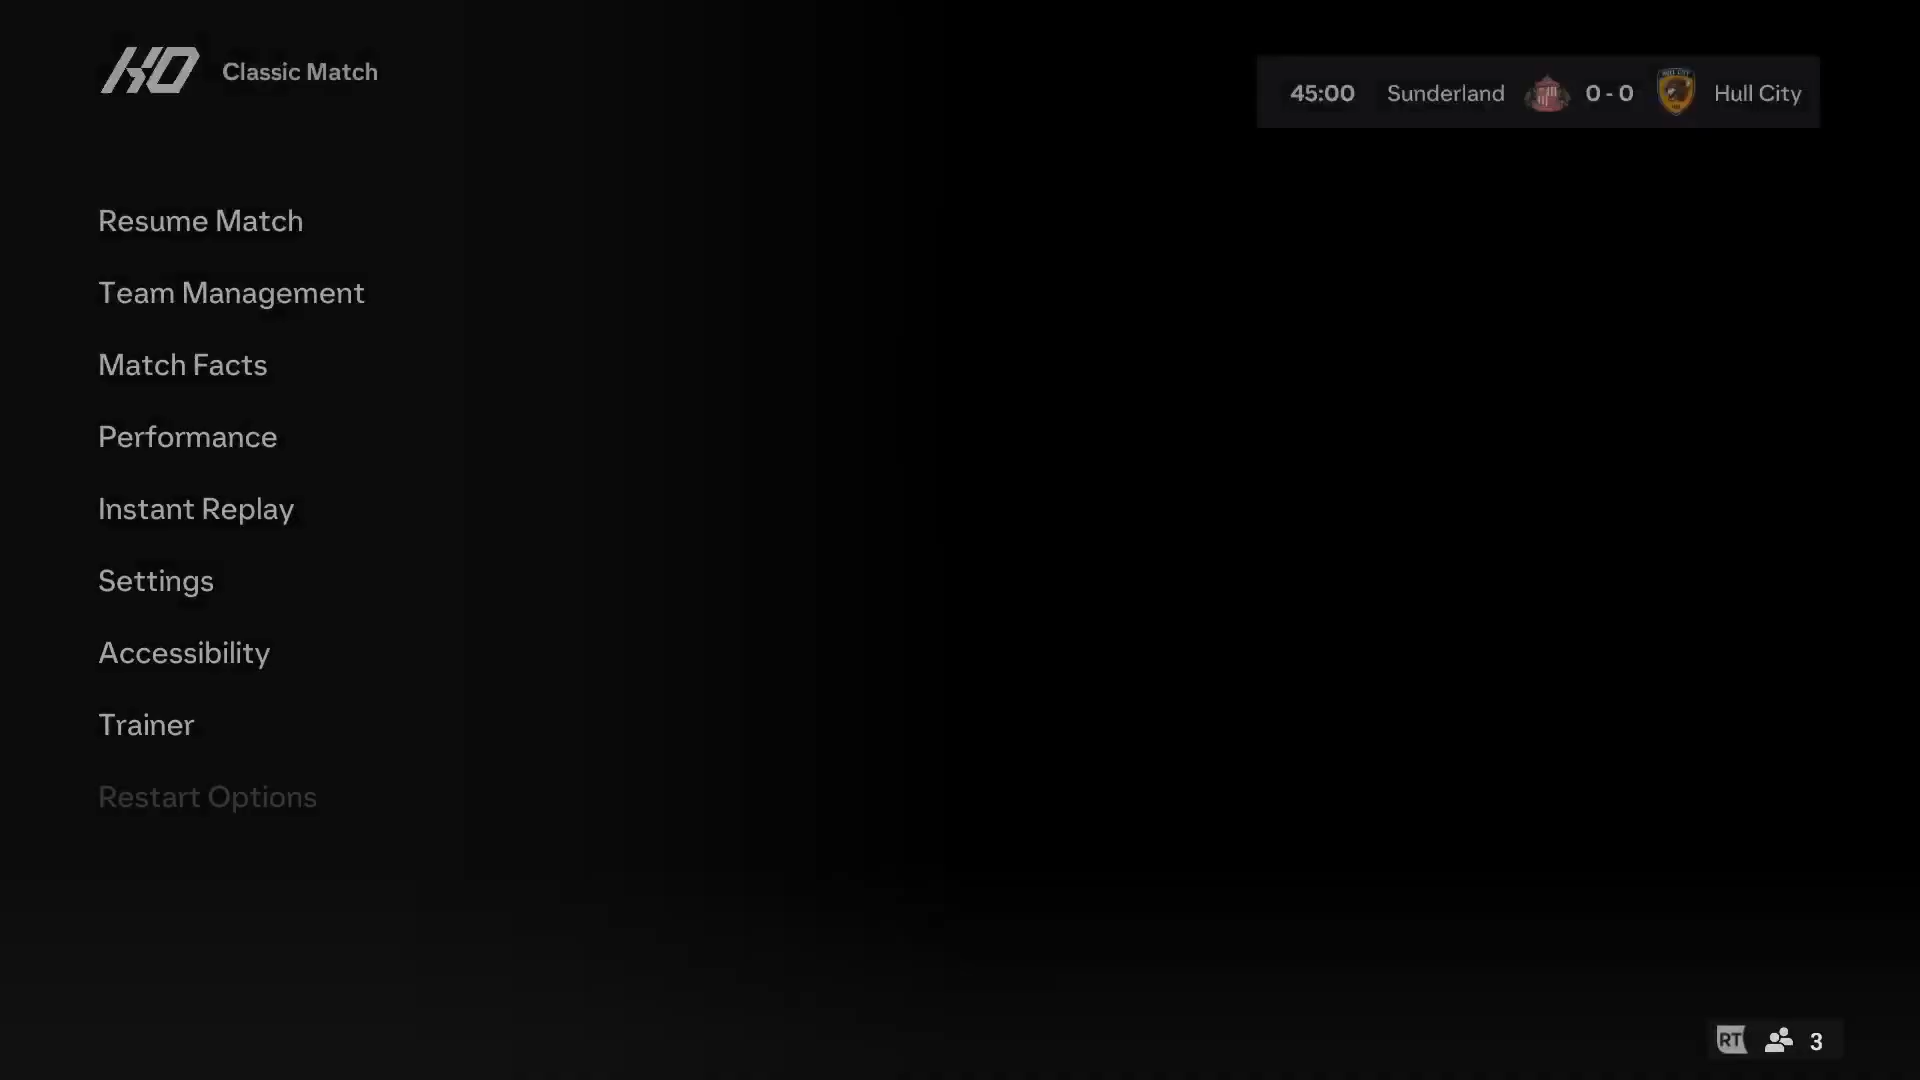 KO Classic Match
45:00 Sunderland 0 - 0 Hull City
Resume Match
Team Management
Match Facts
Performance
Instant Replay
Settings
Accessibility
Trainer
Restart Options
RT 3